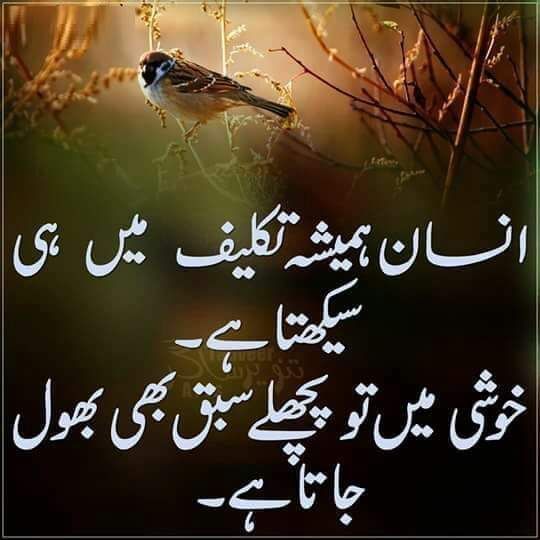 انسان ہمیشہ تکلیف میں ہی
سیکھتا ہے۔
خوشی میں تو پچھلے سبق بھی بھول
جاتا ہے۔